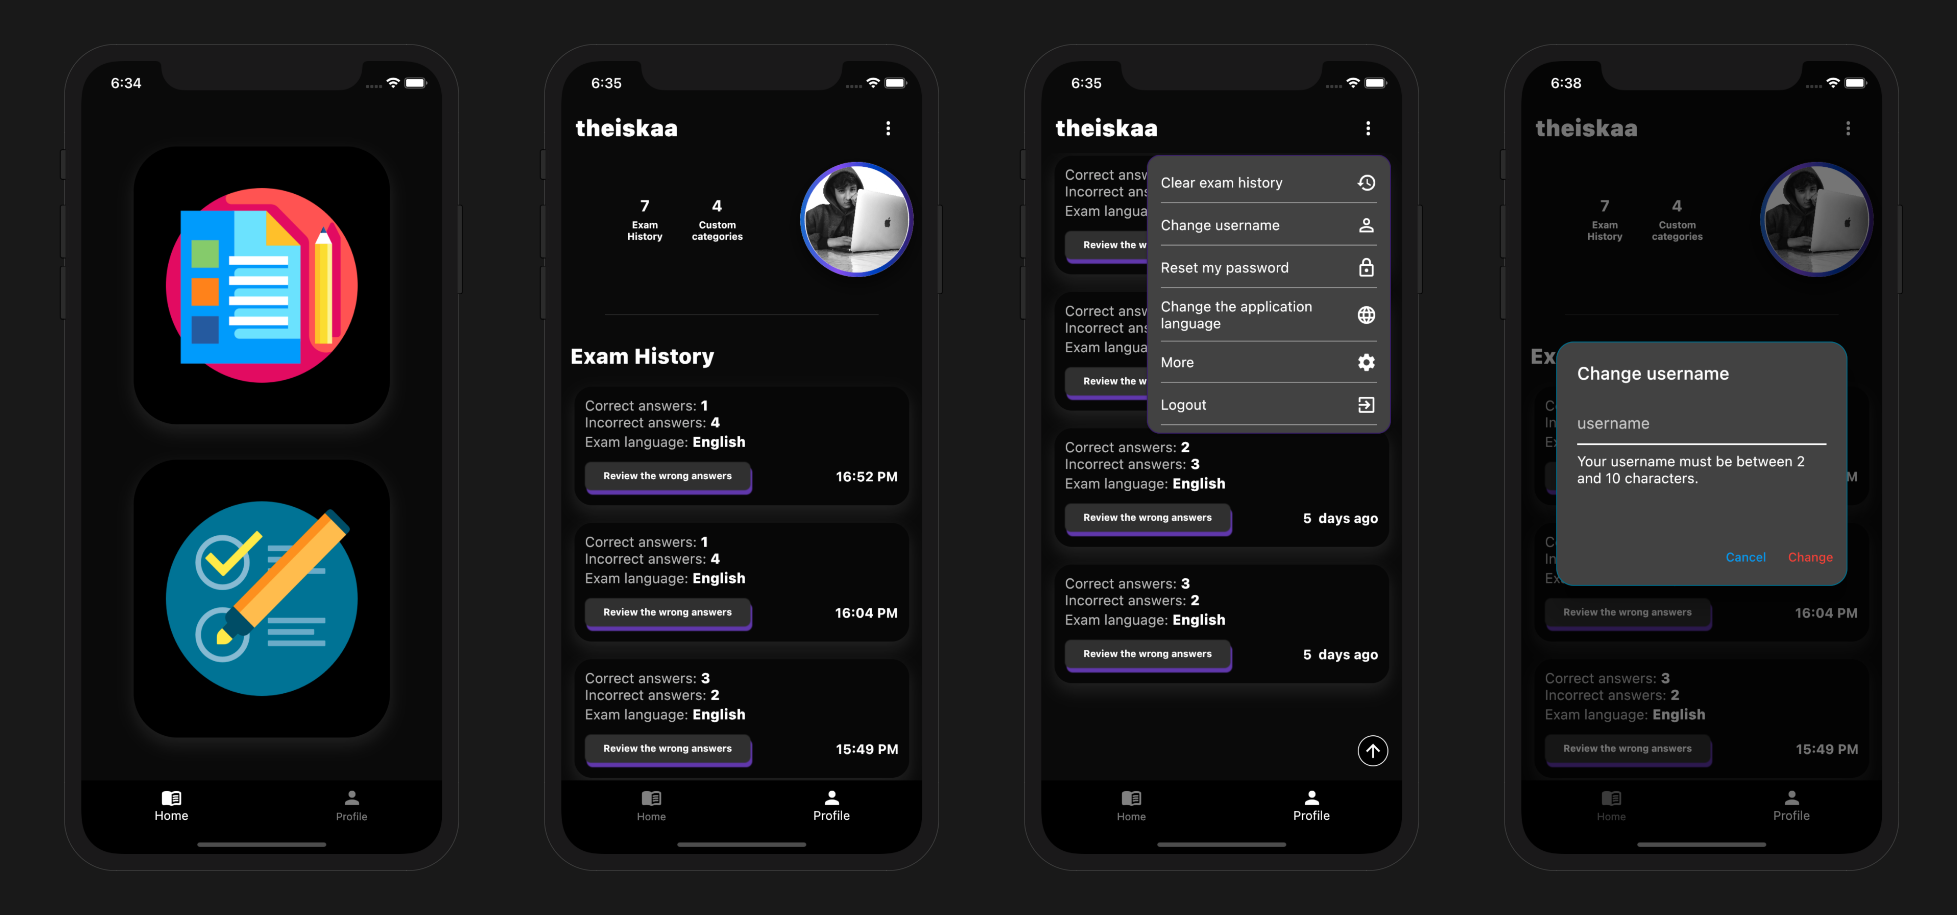 6:34
Home
Profile
6:35
theiskaa
7
4
Exam
History
Custom
categories
Exam History
Correct answers: 1
Incorrect answers: 4
Exam language: English
Review the wrong answers
16:52 PM
Correct answers: 1
Incorrect answers: 4
Exam language: English
Review the wrong answers
16:04 PM
Correct answers: 3
Incorrect answers: 2
Exam language: English
Review the wrong answers
15:49 PM
Home
Profile
6:35
theiskaa
Correct answ
Incorrect ans
Exam langua
Review the w
Correct answ
Incorrect ans
Exam langua
Review the w
Clear exam history
Change username
Reset my password
Change the application
language
More
Logout
Correct answers: 2
Incorrect answers: 3
Exam language: English
Review the wrong answers
5 days ago
Correct answers: 3
Incorrect answers: 2
Exam language: English
Review the wrong answers
5 days ago
Home
Profile
6:38
theiskaa
7
4
Exam
History
Custom
categories
Ex
C
In
E
M
Change username
username
Your username must be between 2
and 10 characters.
Cancel
Change
C
In
Ex
Review the wrong answers
16:04 PM
Correct answers: 3
Incorrect answers: 2
Exam language: English
Review the wrong answers
15:49 PM
Home
Profile